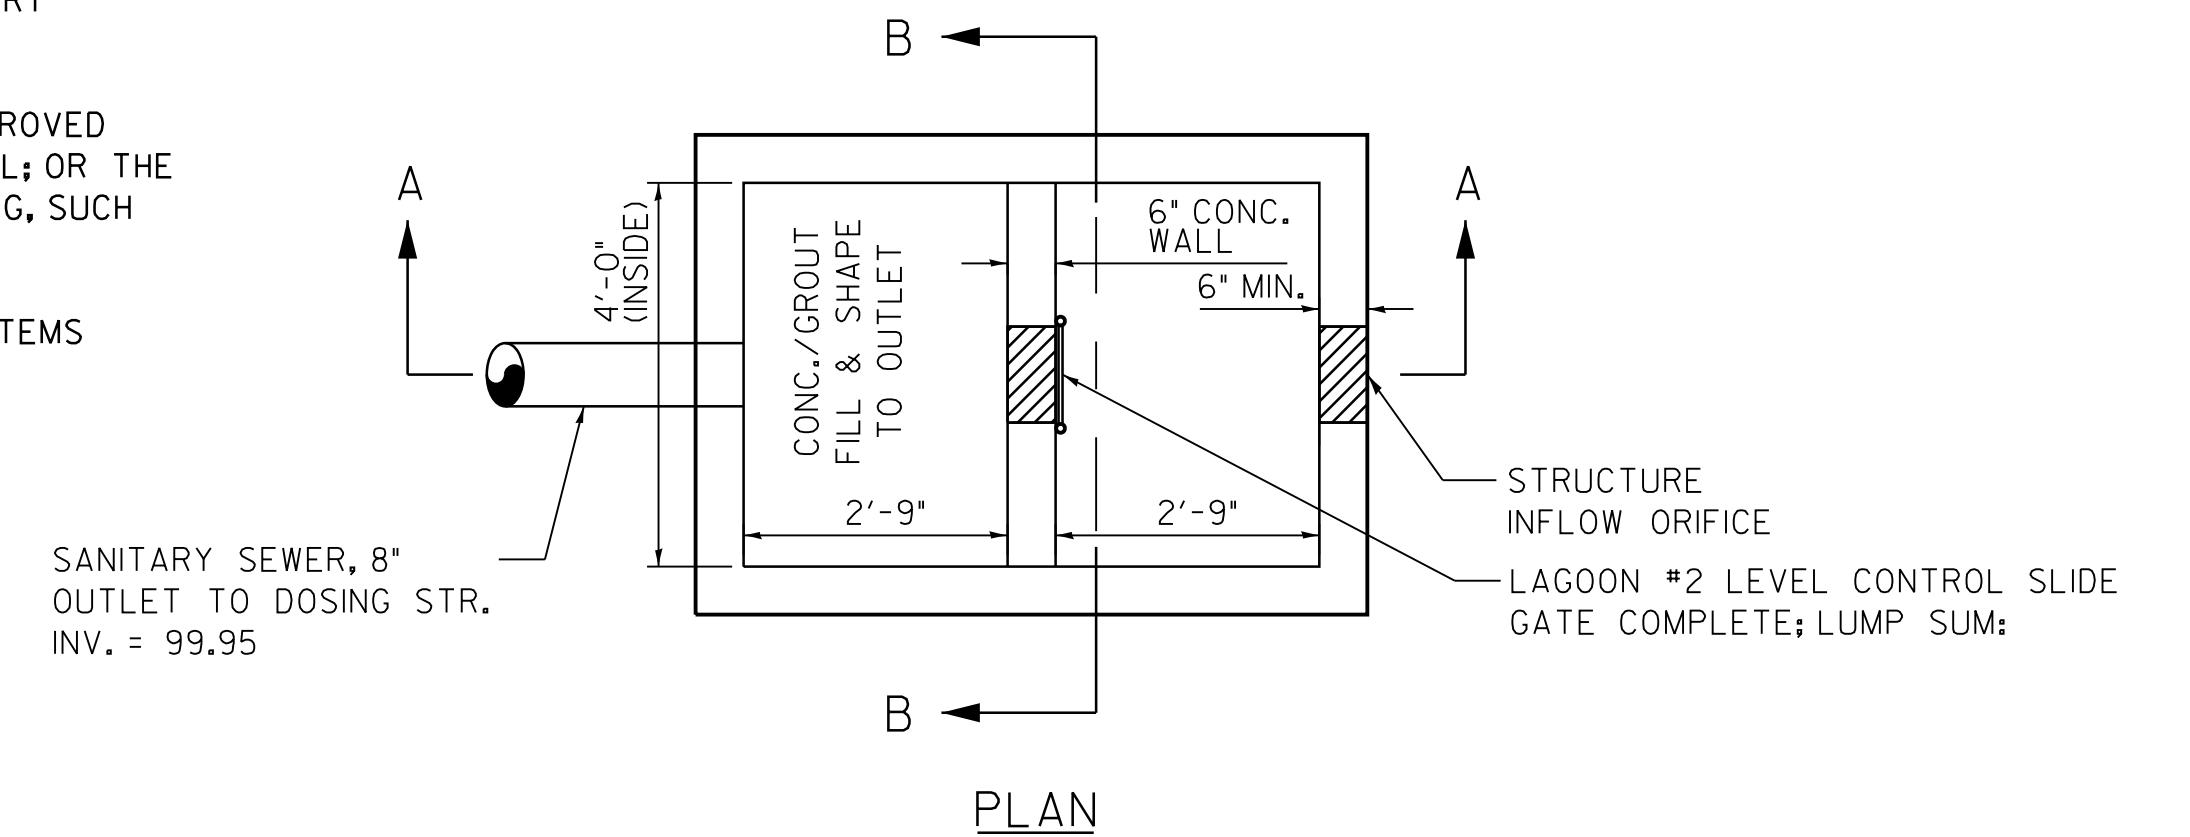 ROVED
L; OR THE
G, SUCH
TEMS
B
A
A
4'-0"
(INSIDE)
CONC./GROUT
FILL & SHAPE
TO OUTLET
6" CONC.
WALL
6" MIN.
2'-9"
2'-9"
STRUCTURE
INFLOW ORIFICE
SANITARY SEWER, 8"
OUTLET TO DOSING STR.
INV. = 99.95
LAGOON #2 LEVEL CONTROL SLIDE
GATE COMPLETE; LUMP SUM:
B
PLAN